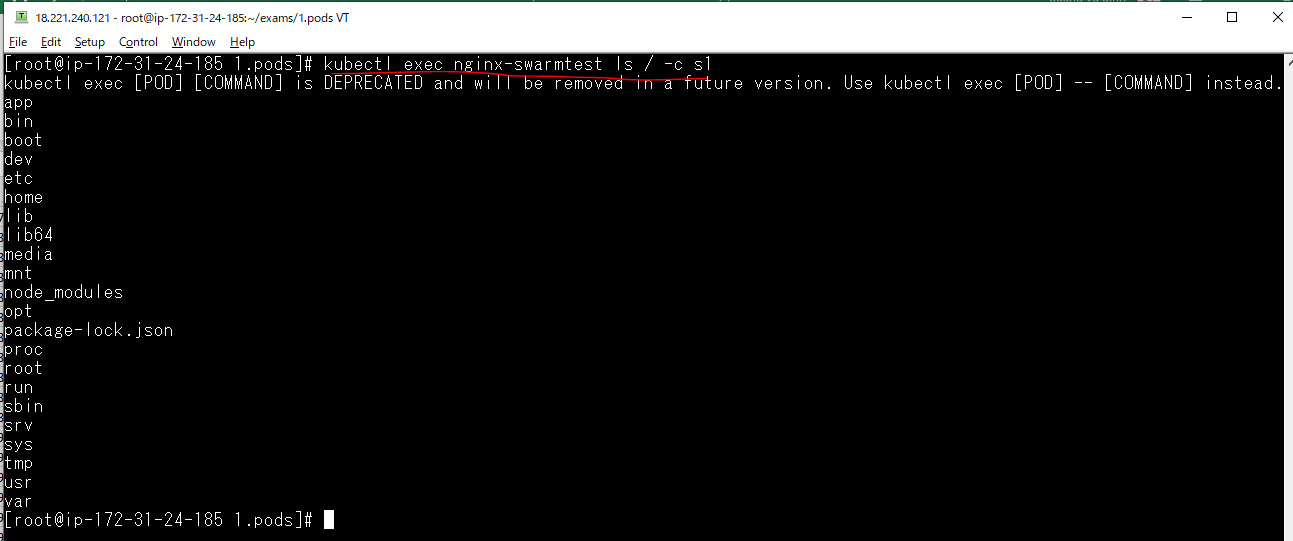 18.221.240.121 - root@ip-172-31-24-185:~/exams/1.pods VT
File Edit Setup Control Window Help
[root@ip-172-31-24-185 1.pods]# kubectl exec nginx-swarmtest ls / -c s1
kubectl exec [POD] [COMMAND] is DEPRECATED and will be removed in a future version. Use kubectl exec [POD] -- [COMMAND] instead.
app
bin
boot
dev
etc
home
lib
lib64
media
mnt
node_modules
opt
package-lock.json
proc
root
run
sbin
srv
sys
tmp
usr
var
[root@ip-172-31-24-185 1.pods]#